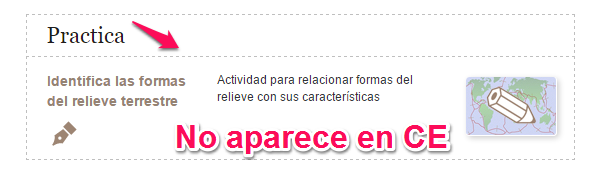 Practica
Identifica las formas
del relieve terrestre
Actividad para relacionar formas del
relieve con sus características
No aparece en CE